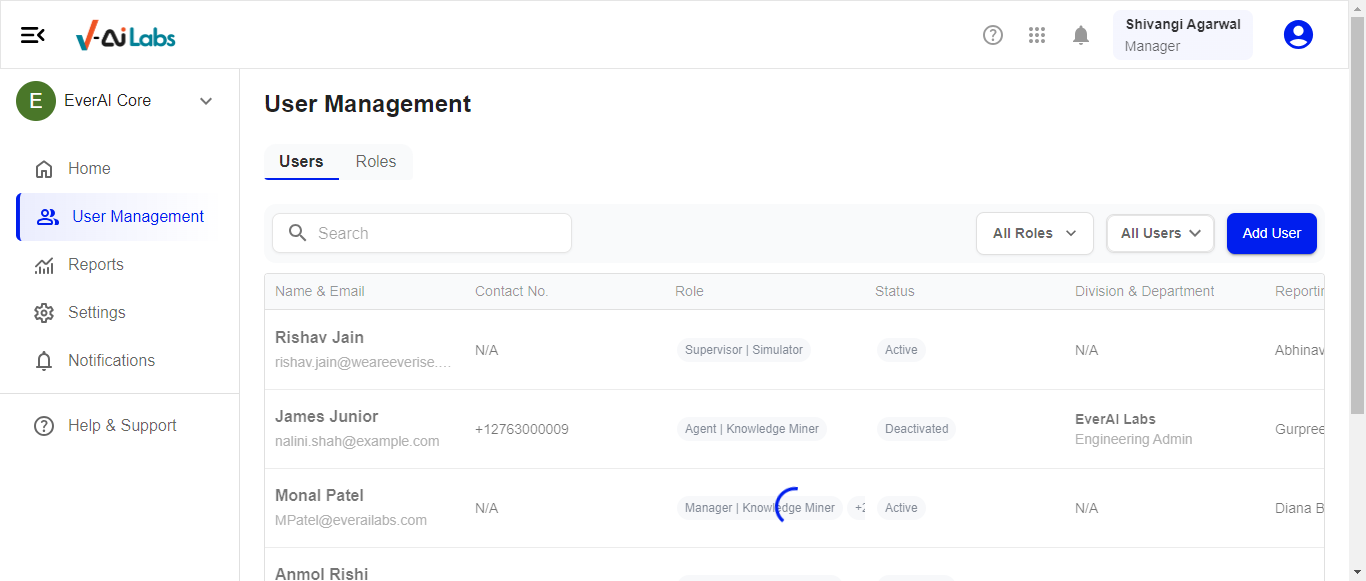 V-Ai Labs
Shivangi Agarwal
Manager
E
EverAI Core
Home
User Management
Reports
Settings
Notifications
Help & Support
User Management
Users Roles
Search
All Roles
All Users
Add User
Name & Email Contact No. Role Status Division & Department Reportin
Rishav Jain
rishav.jain@weareeverise....
N/A
Supervisor | Simulator
Active
N/A
Abhinav
James Junior
nalini.shah@example.com
+12763000009
Agent | Knowledge Miner
Deactivated
EverAI Labs
Engineering Admin
Gurpree
Monal Patel
MPatel@everailabs.com
N/A
Manager | Knowledge Miner
+2
Active
N/A
Diana B
Anmol Rishi